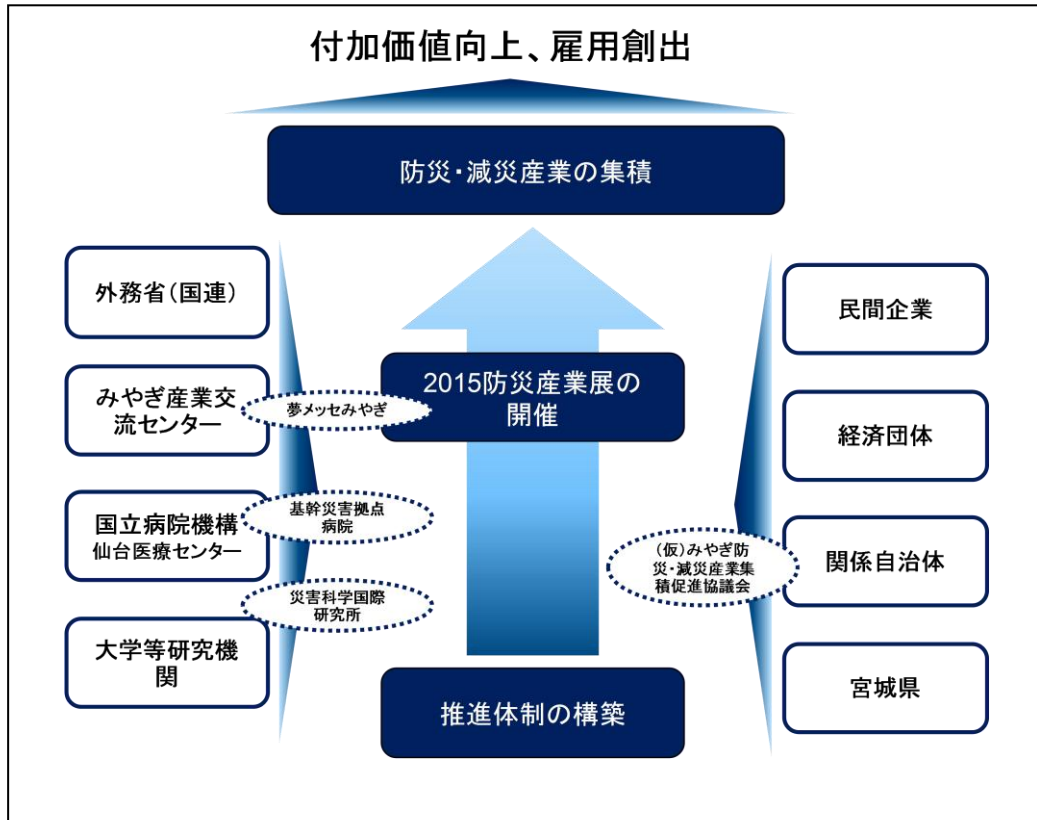 付加価値向上、雇用創出
防災・減災産業の集積
外務省(国連)
みやぎ産業交
流センター
夢メッセみやぎ
国立病院機構
仙台医療センター
基幹災害拠点
病院
災害科学国際
研究所
大学等研究機
関
2015防災産業展の
開催
推進体制の構築
民間企業
経済団体
(仮)みやぎ防
災・減災産業集
積促進協議会
関係自治体
宮城県